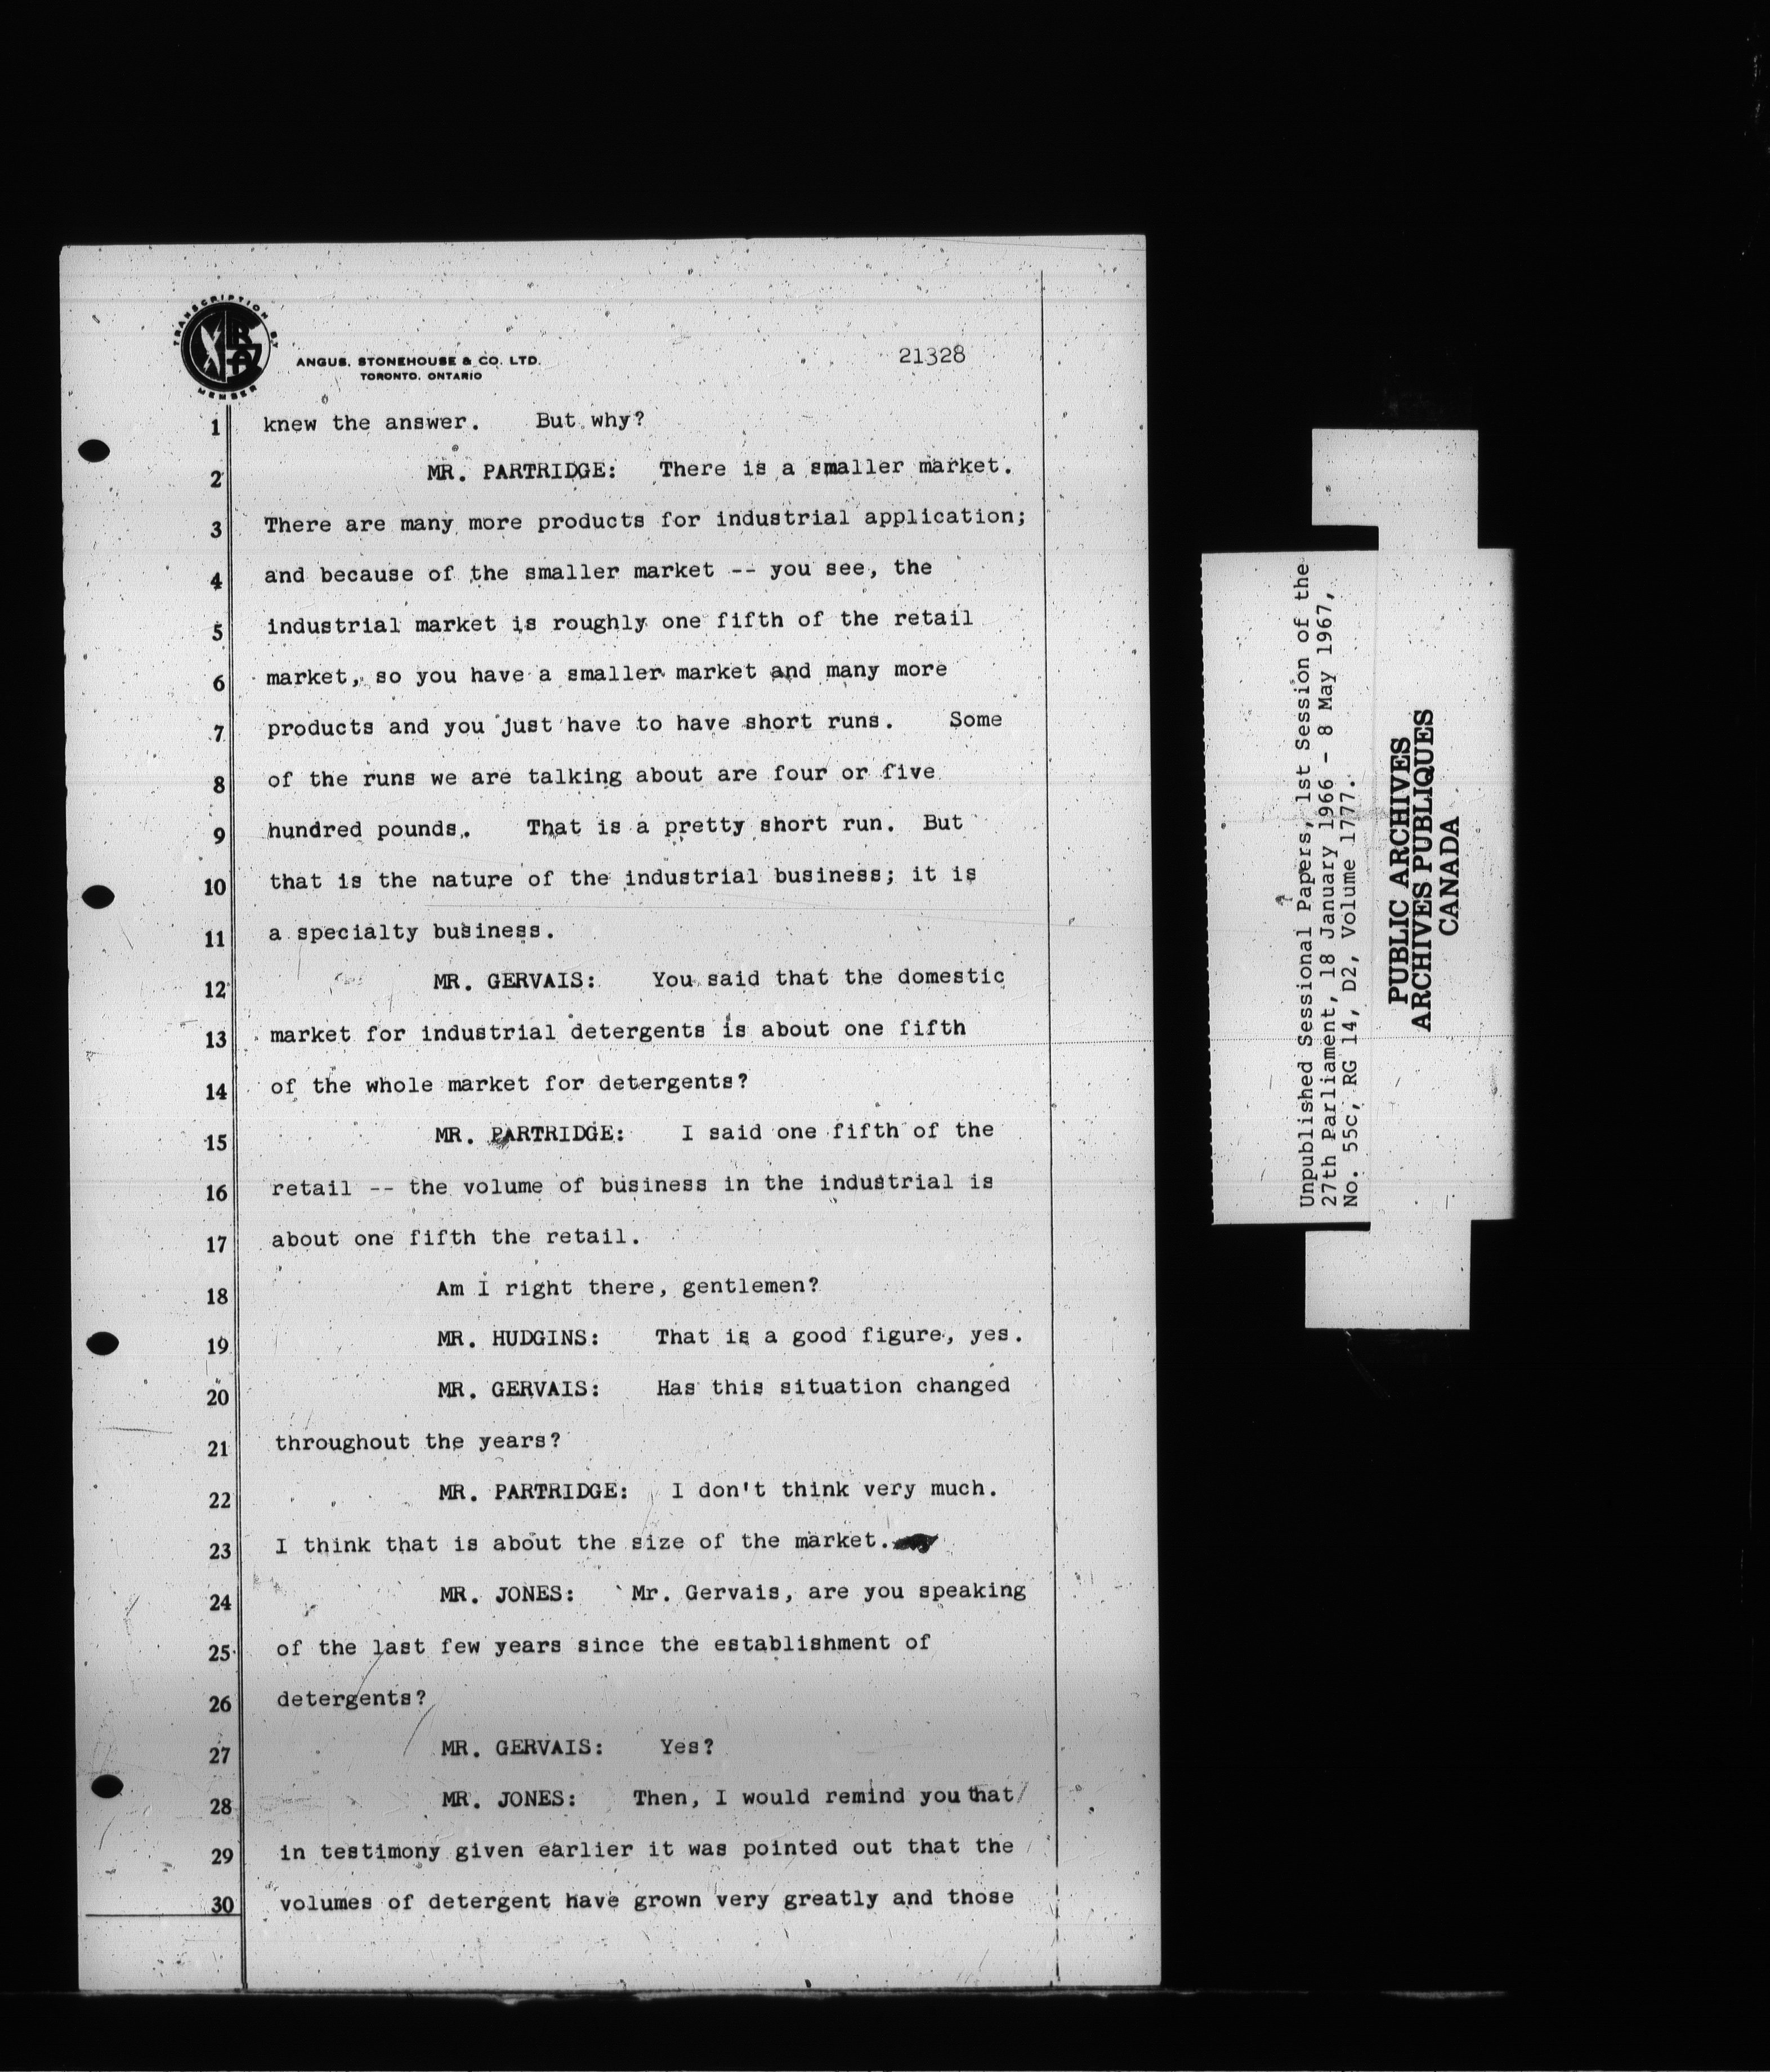 TRANSCRIPTION BY
MEMBER
ANGUS, STONEHOUSE & CO. LTD.
TORONTO, ONTARIO
21328
1 knew the answer. But why?
2 MR. PARTRIDGE: There is a smaller market.
3 There are many more products for industrial application;
4 and because of the smaller market -- you see, the
5 industrial market is roughly one fifth of the retail
6 market, so you have a smaller market and many more
7 products and you just have to have short runs. Some
8 of the runs we are talking about are four or five
9 hundred pounds. That is a pretty short run. But
10 that is the nature of the industrial business; it is
11 a specialty business.
12 MR. GERVAIS: You said that the domestic
13 market for industrial detergents is about one fifth
14 of the whole market for detergents?
15 MR. PARTRIDGE: I said one fifth of the
16 retail -- the volume of business in the industrial is
17 about one fifth the retail.
18 Am I right there, gentlemen?
19 MR. HUDGINS: That is a good figure, yes.
20 MR. GERVAIS: Has this situation changed
21 throughout the years?
22 MR. PARTRIDGE: I don't think very much.
23 I think that is about the size of the market.
24 MR. JONES: Mr. Gervais, are you speaking
25 of the last few years since the establishment of
26 detergents?
27 MR. GERVAIS: Yes?
28 MR. JONES: Then, I would remind you that
29 in testimony given earlier it was pointed out that the
30 volumes of detergent have grown very greatly and those
Unpublished Sessional Papers, 1st Session of the
27th Parliament, 18 January 1966 - 8 May 1967,
No. 55c, RG 14, D2, Volume 1777.
PUBLIC ARCHIVES
ARCHIVES PUBLIQUES
CANADA